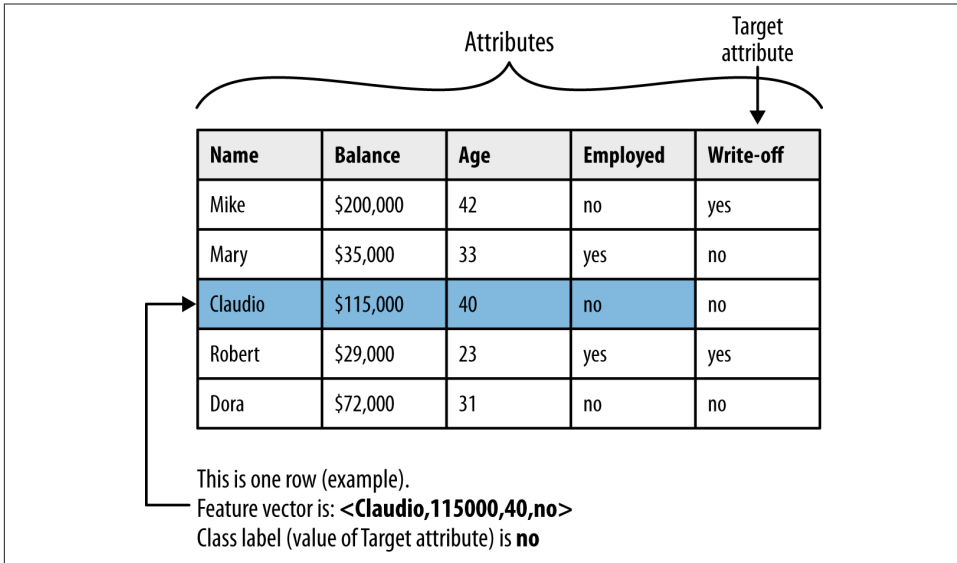 Attributes
Target
attribute
Name Balance Age Employed Write-off
Mike $200,000 42 no yes
Mary $35,000 33 yes no
Claudio $115,000 40 no no
Robert $29,000 23 yes yes
Dora $72,000 31 no no
This is one row (example).
Feature vector is: <Claudio,115000,40,no>
Class label (value of Target attribute) is no